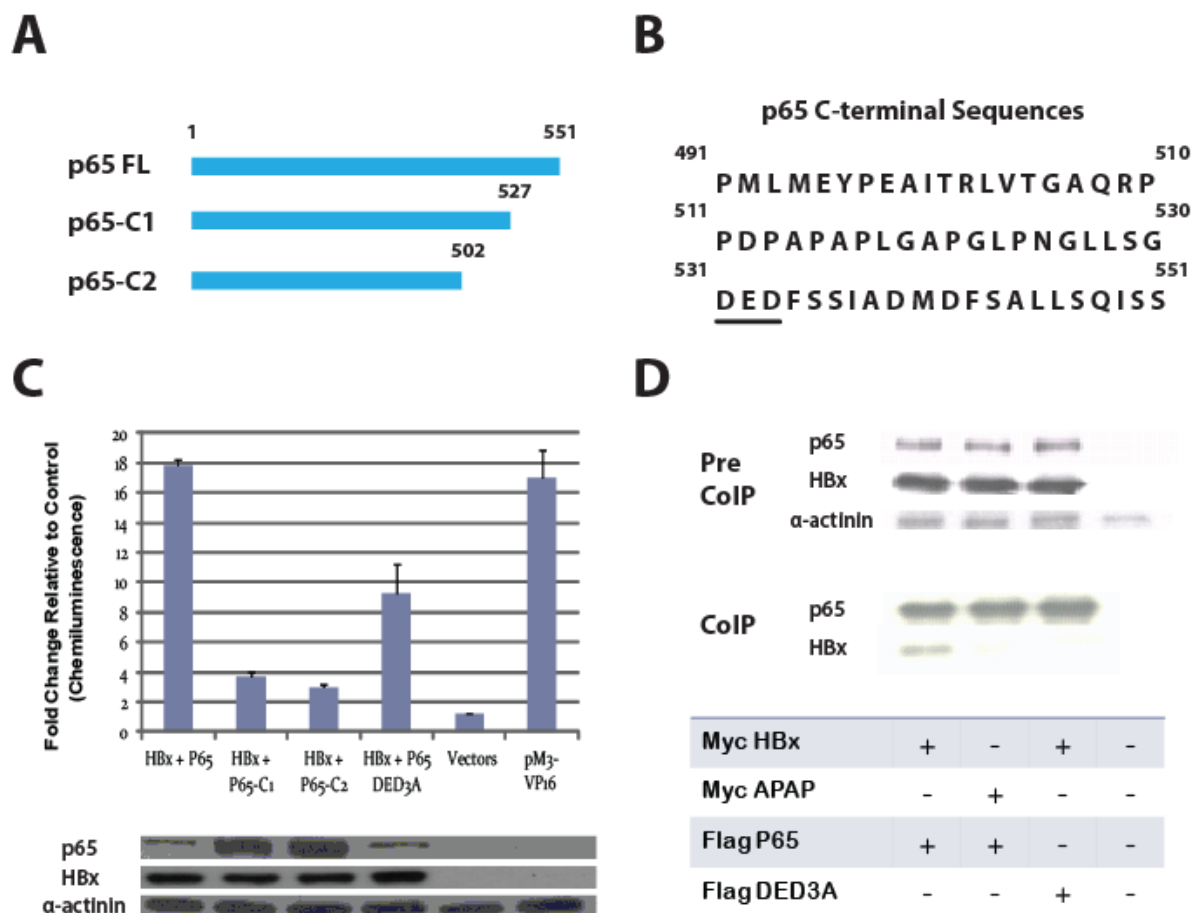 A
1 551
p65 FL
527
p65-C1
502
p65-C2
B
p65 C-terminal Sequences
491 510
P M L M E Y P E A I T R L V T G A Q R P
511 530
P D P A P A P L G A P G L P N G L L S G
531 551
D E D F S S I A D M D F S A L L S Q I S S
C
Fold Change Relative to Control
(Chemiluminescence)
20
18
16
14
12
10
8
6
4
2
0
HBx + P65
HBx +
P65-C1
HBx +
P65-C2
HBx + P65
DED3A
Vectors
pM3-
VP16
p65
HBx
α-actinin
D
Pre
CoIP
p65
HBx
α-actinin
CoIP
p65
HBx
Myc HBx + - + -
Myc APAP - + - -
Flag P65 + + - -
Flag DED3A - - + -